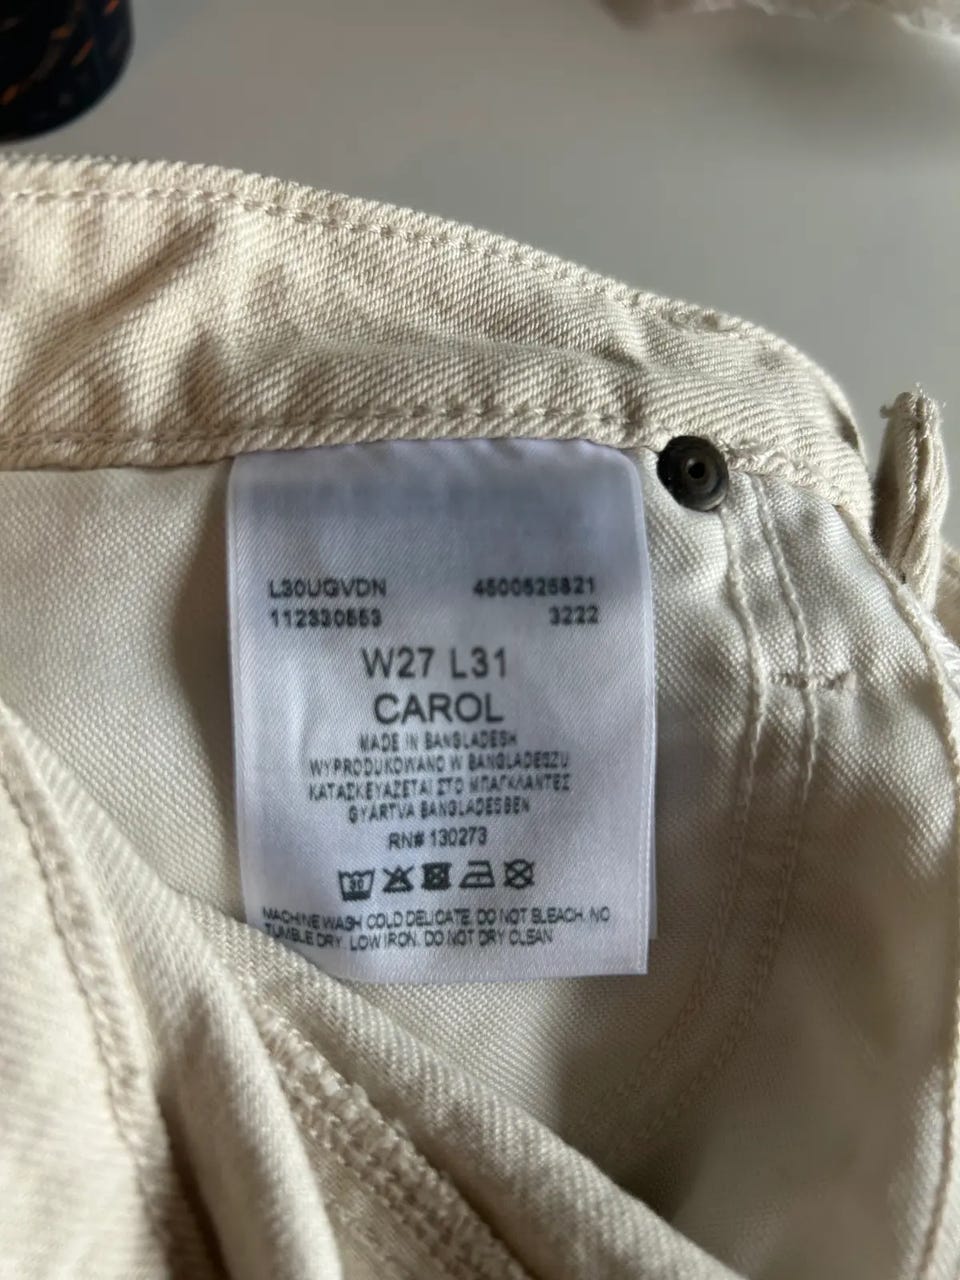 L30UGVDN 4500525821
112330553 3222
W27 L31
CAROL
MADE IN BANGLADESH
WYPRODUKOWANO W BANGLADESZU
ΚΑΤΑΣΚΕΥΑΖΕΤΑΙ ΣΤΟ ΜΠΑΓΚΛΑΝΤΕΣ
GYÁRTVA BANGLADESBEN
RN# 130273
30
MACHINE WASH COLD DELICATE. DO NOT BLEACH. NO
TUMBLE DRY. LOW IRON. DO NOT DRY CLEAN